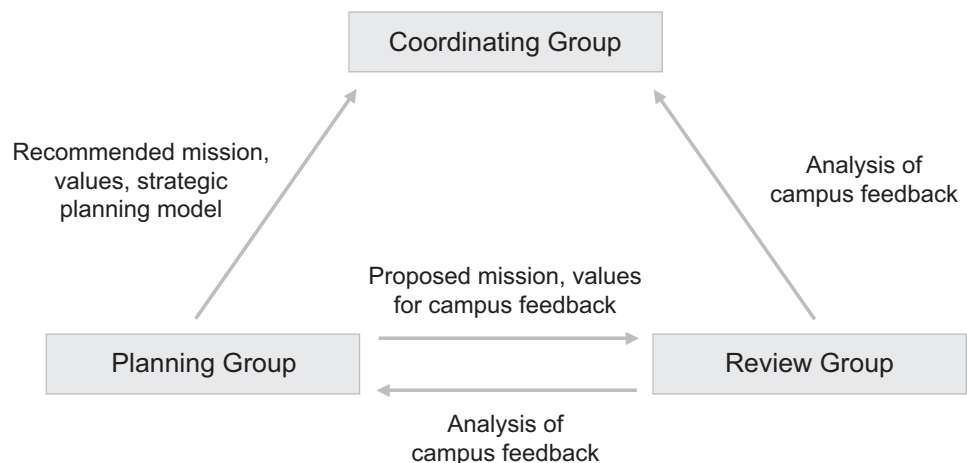 Coordinating Group
Recommended mission,
values, strategic
planning model
Analysis of
campus feedback
Proposed mission, values
for campus feedback
Planning Group
Review Group
Analysis of
campus feedback